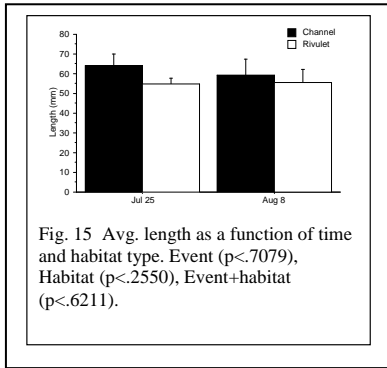 80
70
60
50
40
30
20
10
0
Length (mm)
Channel
Rivulet
Jul 25
Aug 8
Fig. 15 Avg. length as a function of time
and habitat type. Event (p<.7079),
Habitat (p<.2550), Event+habitat
(p<.6211).